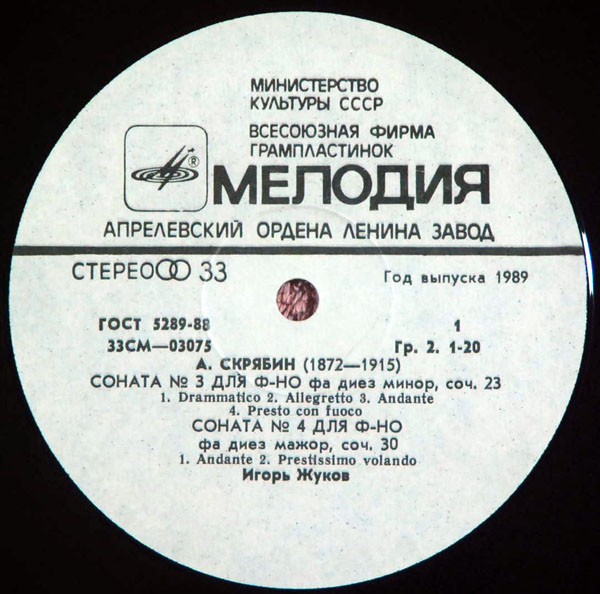 МИНИСТЕРСТВО
КУЛЬТУРЫ СССР
ВСЕСОЮЗНАЯ ФИРМА
ГРАМПЛАСТИНОК
®
МЕЛОДИЯ
АПРЕЛЕВСКИЙ ОРДЕНА ЛЕНИНА ЗАВОД
СТЕРЕО 33
Год выпуска 1989
ГОСТ 5289-88 1
33СМ—03075 Гр. 2. 1-20
А. СКРЯБИН (1872—1915)
СОНАТА № 3 ДЛЯ Ф-НО фа диез минор, соч. 23
1. Drammatico 2. Allegretto 3. Andante
4. Presto con fuoco
СОНАТА № 4 ДЛЯ Ф-НО
фа диез мажор, соч. 30
1. Andante 2. Prestissimo volando
Игорь Жуков